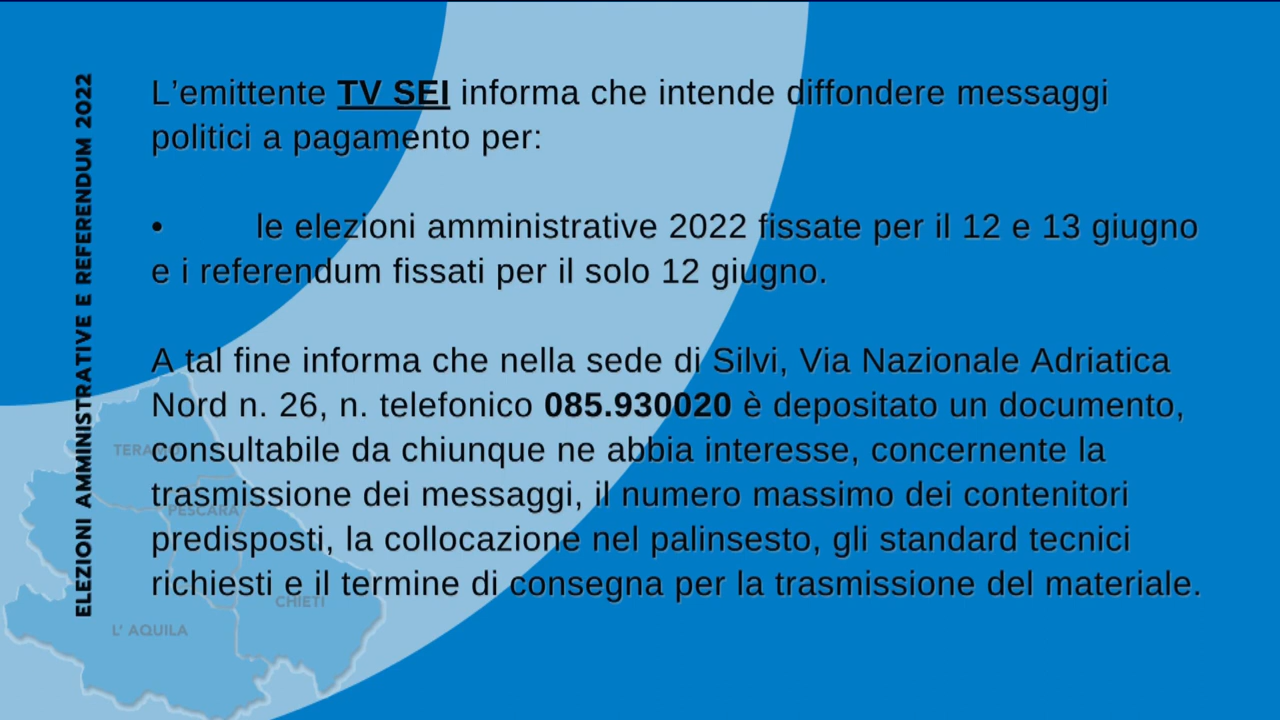 ELEZIONI AMMINISTRATIVE E REFERENDUM 2022
L’emittente TV SEI informa che intende diffondere messaggi
politici a pagamento per:
• le elezioni amministrative 2022 fissate per il 12 e 13 giugno
e i referendum fissati per il solo 12 giugno.
A tal fine informa che nella sede di Silvi, Via Nazionale Adriatica
Nord n. 26, n. telefonico 085.930020 è depositato un documento,
consultabile da chiunque ne abbia interesse, concernente la
trasmissione dei messaggi, il numero massimo dei contenitori
predisposti, la collocazione nel palinsesto, gli standard tecnici
richiesti e il termine di consegna per la trasmissione del materiale.
TERAMO
PESCARA
CHIETI
L’ AQUILA